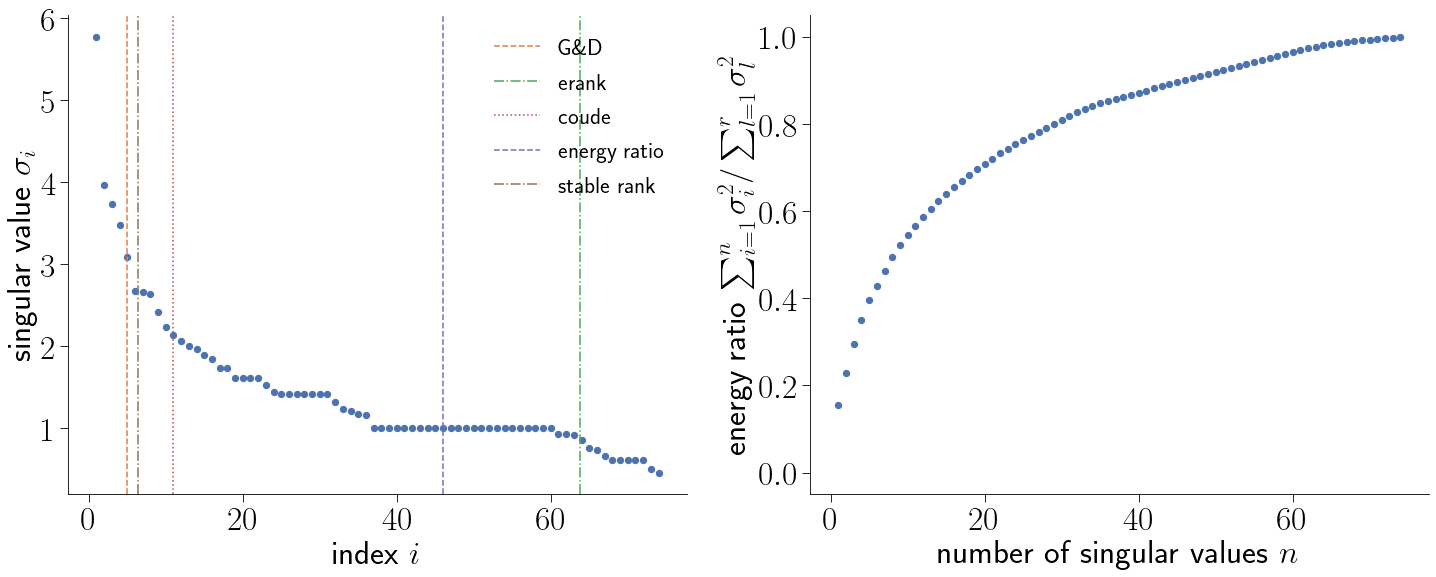 6
5
4
3
2
1
singular value σ_i
0 20 40 60
index i
G&D
erank
coude
energy ratio
stable rank
1.0
0.8
0.6
0.4
0.2
0.0
energy ratio ∑_{i=1}^{n} σ_i^2 / ∑_{l=1}^{r} σ_l^2
0 20 40 60
number of singular values n